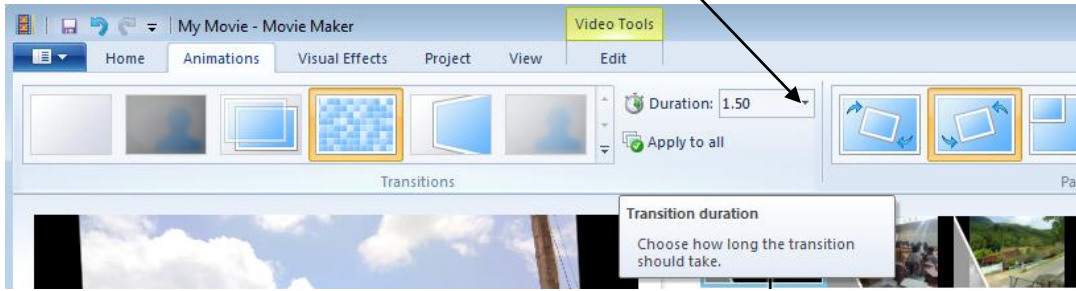 My Movie - Movie Maker
Video Tools
Home Animations Visual Effects Project View Edit
Duration: 1.50
Apply to all
Transitions
Pa
Transition duration
Choose how long the transition
should take.